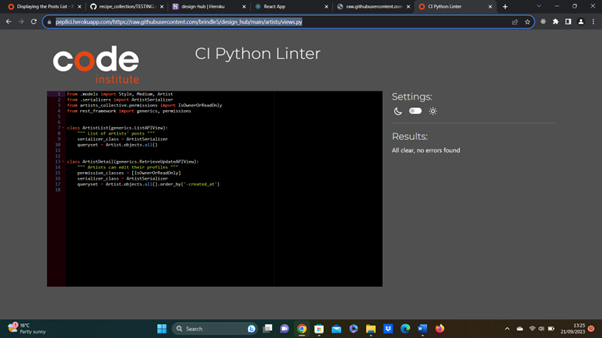 Displaying the Posts List -
recipe_collection/TESTING.
design-hub | Heroku
React App
raw.githubusercontent.com
CI Python Linter
pep8ci.herokuapp.com/https://raw.githubusercontent.com/brindle5/design_hub/main/artists/views.py
code
institute
CI Python Linter
1 from .models import Style, Medium, Artist
2 from .serializers import ArtistSerializer
3 from artists_collective.permissions import IsOwnerOrReadOnly
4 from rest_framework import generics, permissions
5
6
7 class ArtistList(generics.ListAPIView):
8 """ List of artists' posts """
9 serializer_class = ArtistSerializer
10 queryset = Artist.objects.all()
11
12
13 class ArtistDetail(generics.RetrieveUpdateAPIView):
14 """ Artists can edit their profiles """
15 permission_classes = [IsOwnerOrReadOnly]
16 serializer_class = ArtistSerializer
17 queryset = Artist.objects.all().order_by('-created_at')
18
Settings:
Results:
All clear, no errors found
18°C
Partly sunny
Search
13:25
21/09/2023